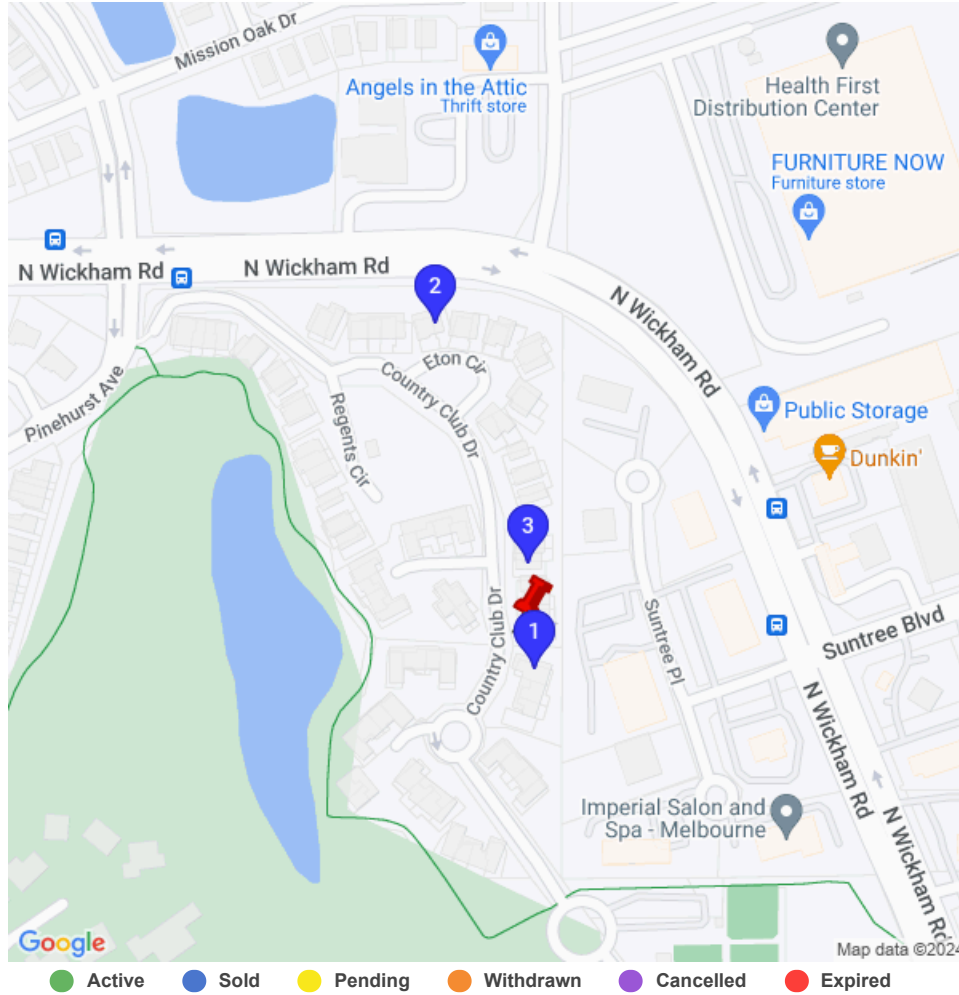 Mission Oak Dr
Angels in the Attic
Thrift store
Health First
Distribution Center
FURNITURE NOW
Furniture store
N Wickham Rd
N Wickham Rd
2
N Wickham Rd
Eton Cir
Country Club Dr
Pinehurst Ave
Regents Cir
Public Storage
Dunkin'
3
1
Country Club Dr
Suntree Pl
Suntree Blvd
N Wickham Rd
N Wickham Rd
Imperial Salon and
Spa - Melbourne
Google
Map data ©2024
Active
Sold
Pending
Withdrawn
Cancelled
Expired